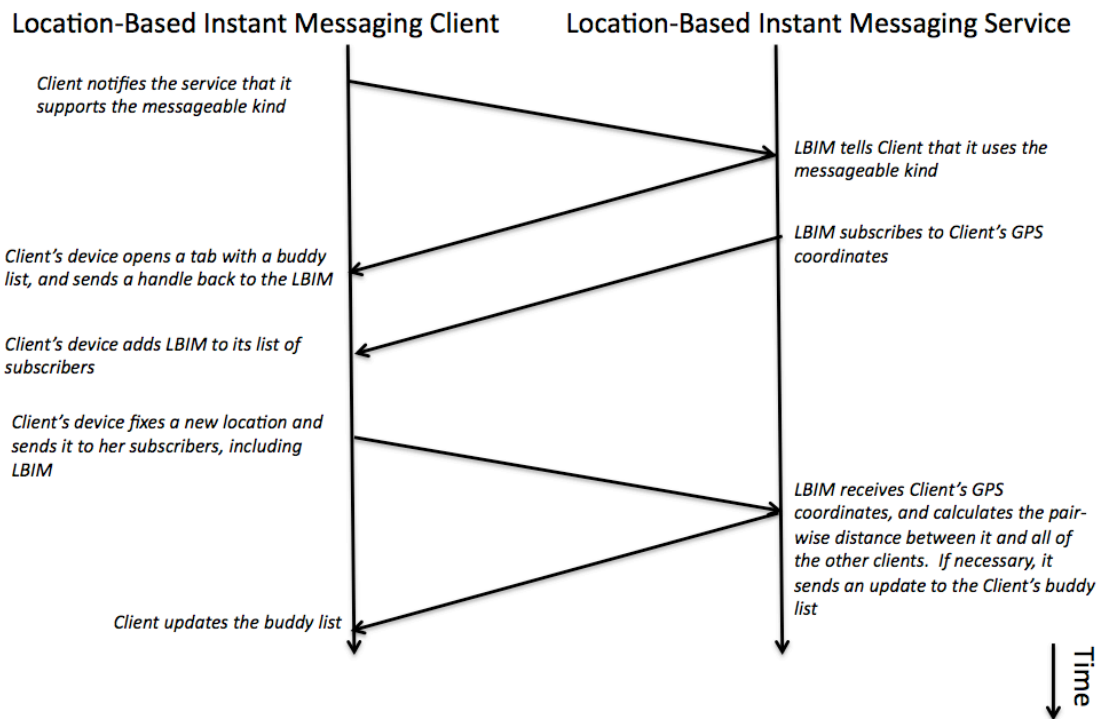 Location-Based Instant Messaging Client
Location-Based Instant Messaging Service
Client notifies the service that it
supports the messageable kind
LBIM tells Client that it uses the
messageable kind
LBIM subscribes to Client's GPS
coordinates
Client's device opens a tab with a buddy
list, and sends a handle back to the LBIM
Client's device adds LBIM to its list of
subscribers
Client's device fixes a new location and
sends it to her subscribers, including
LBIM
LBIM receives Client's GPS
coordinates, and calculates the pair-
wise distance between it and all of
the other clients.  If necessary, it
sends an update to the Client's buddy
list
Client updates the buddy list
Time